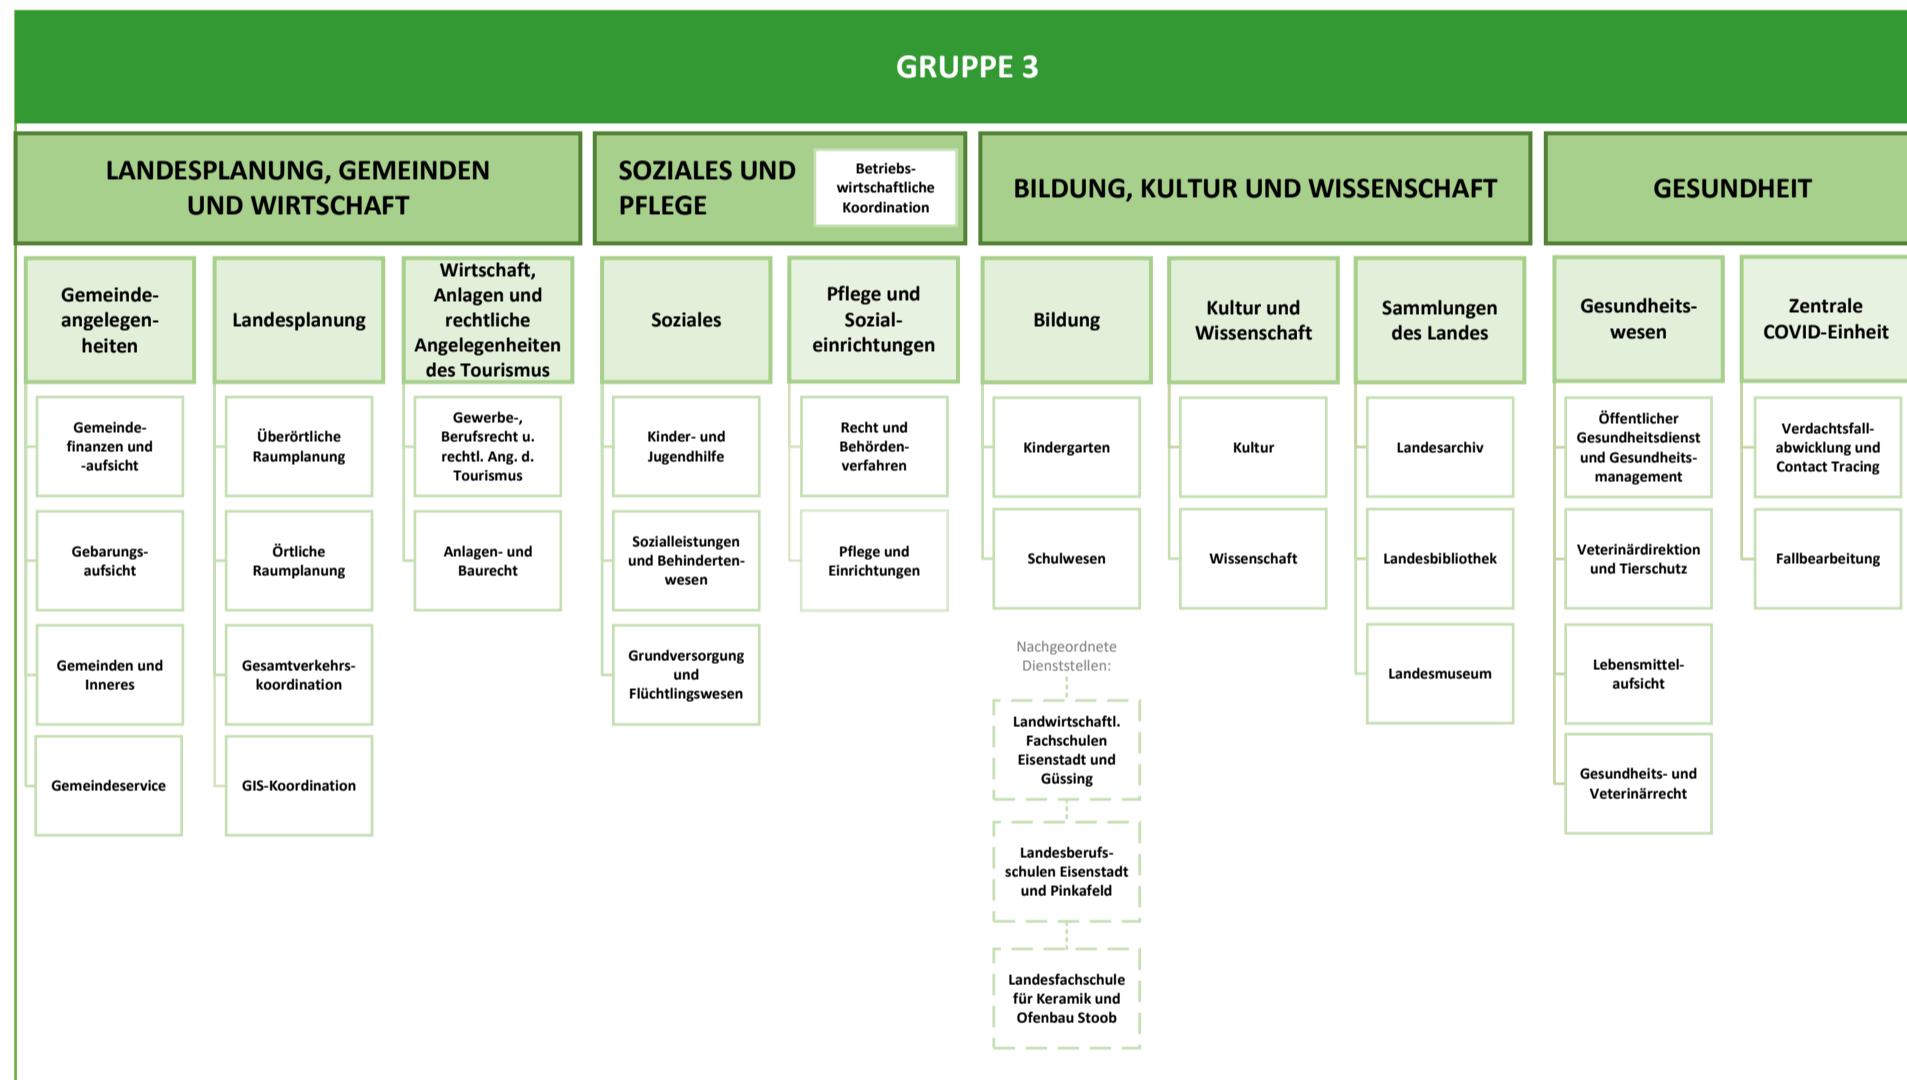 GRUPPE 3
LANDESPLANUNG, GEMEINDEN
UND WIRTSCHAFT
SOZIALES UND
PFLEGE
Betriebs-
wirtschaftliche
Koordination
BILDUNG, KULTUR UND WISSENSCHAFT
GESUNDHEIT
Gemeinde-
angelegen-
heiten
Landesplanung
Wirtschaft,
Anlagen und
rechtliche
Angelegenheiten
des Tourismus
Soziales
Pflege und
Sozial-
einrichtungen
Bildung
Kultur und
Wissenschaft
Sammlungen
des Landes
Gesundheits-
wesen
Zentrale
COVID-Einheit
Gemeinde-
finanzen und
-aufsicht
Überörtliche
Raumplanung
Gewerbe-,
Berufsrecht u.
rechtl. Ang. d.
Tourismus
Kinder- und
Jugendhilfe
Recht und
Behörden-
verfahren
Kindergarten
Kultur
Landesarchiv
Öffentlicher
Gesundheitsdienst
und Gesundheits-
management
Verdachtsfall-
abwicklung und
Contact Tracing
Gebarungs-
aufsicht
Örtliche
Raumplanung
Anlagen- und
Baurecht
Sozialleistungen
und Behinderten-
wesen
Pflege und
Einrichtungen
Schulwesen
Wissenschaft
Landesbibliothek
Veterinärdirektion
und Tierschutz
Fallbearbeitung
Gemeinden und
Inneres
Gesamtverkehrs-
koordination
Grundversorgung
und
Flüchtlingswesen
Nachgeordnete
Dienststellen:
Landesmuseum
Lebensmittel-
aufsicht
Gemeindeservice
GIS-Koordination
Landwirtschaftl.
Fachschulen
Eisenstadt und
Güssing
Gesundheits- und
Veterinärrecht
Landesberufs-
schulen Eisenstadt
und Pinkafeld
Landesfachschule
für Keramik und
Ofenbau Stoob